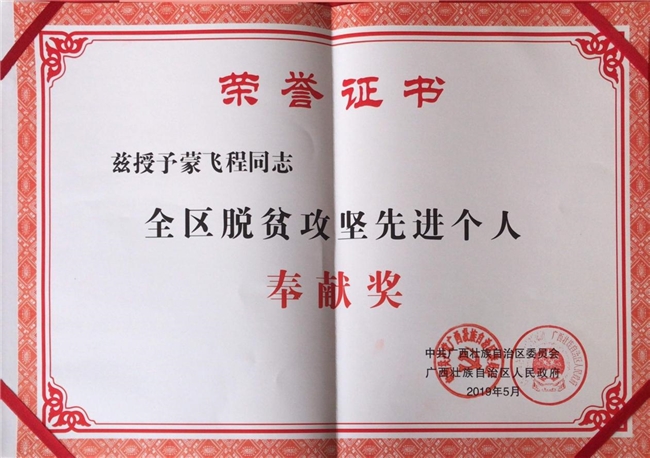 荣誉证书
兹授予蒙飞程同志
全区脱贫攻坚先进个人
奉献奖
中共广西壮族自治区委员会
广西壮族自治区人民政府
2019年5月